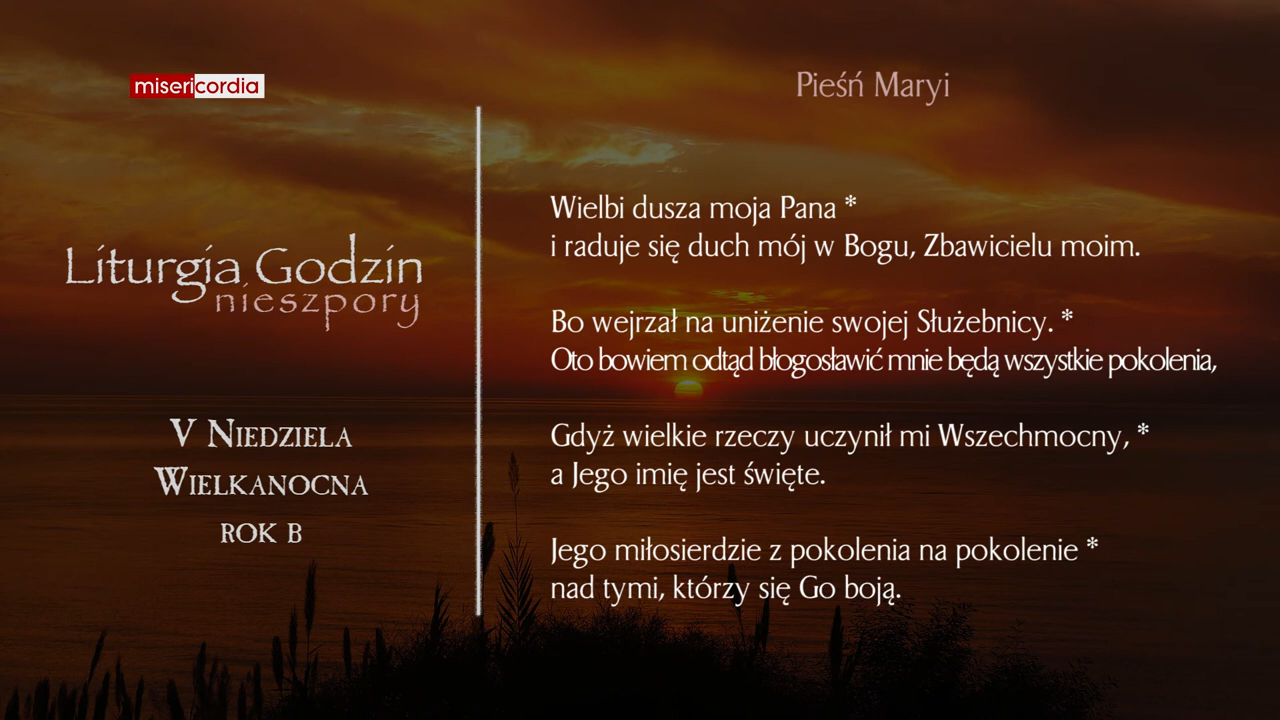 misericordia
Liturgia Godzin
nieszpory
V Niedziela
Wielkanocna
rok B
Pieśń Maryi
Wielbi dusza moja Pana *
i raduje się duch mój w Bogu, Zbawicielu moim.
Bo wejrzał na uniżenie swojej Służebnicy. *
Oto bowiem odtąd błogosławić mnie będą wszystkie pokolenia,
Gdyż wielkie rzeczy uczynił mi Wszechmocny, *
a Jego imię jest święte.
Jego miłosierdzie z pokolenia na pokolenie *
nad tymi, którzy się Go boją.